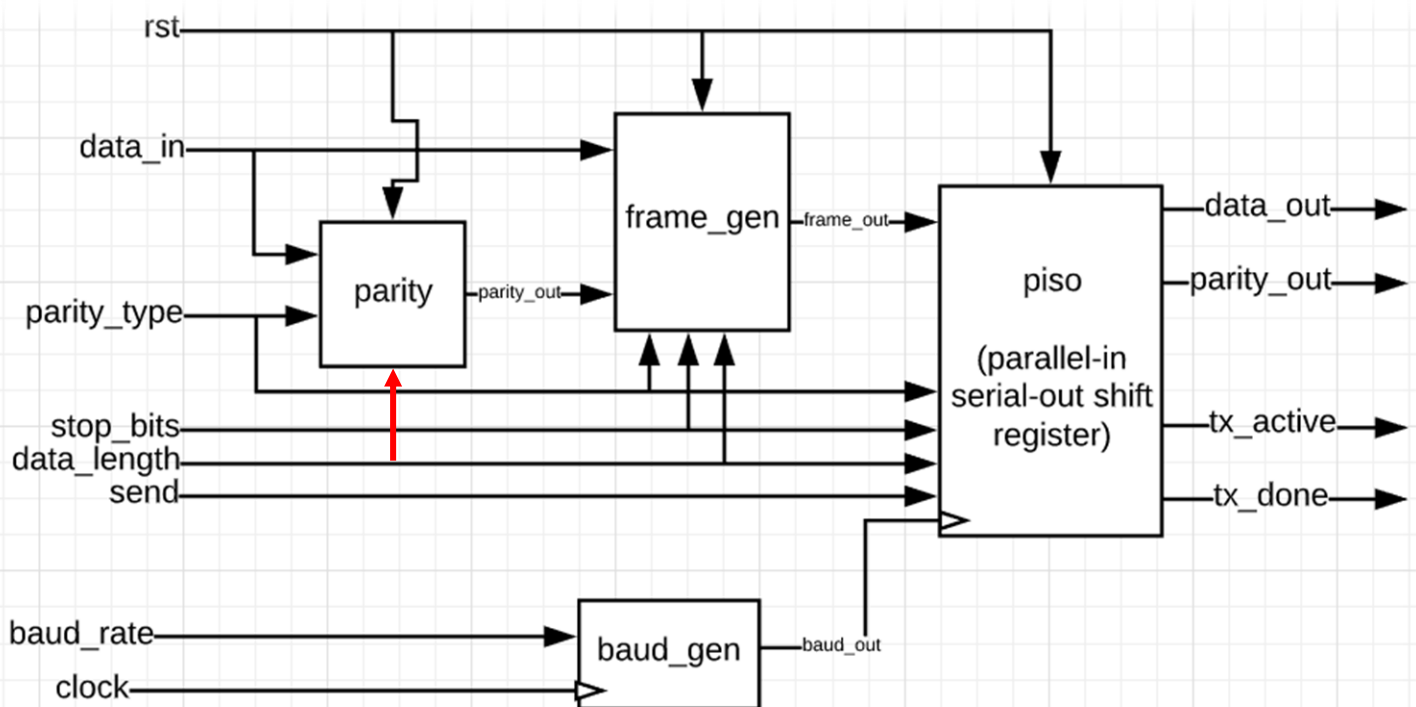 rst
data_in
frame_gen
frame_out
data_out
parity
parity_out
piso
parity_out
parity_type
(parallel-in
serial-out shift
register)
stop_bits
tx_active
data_length
send
tx_done
baud_rate
baud_gen
baud_out
clock